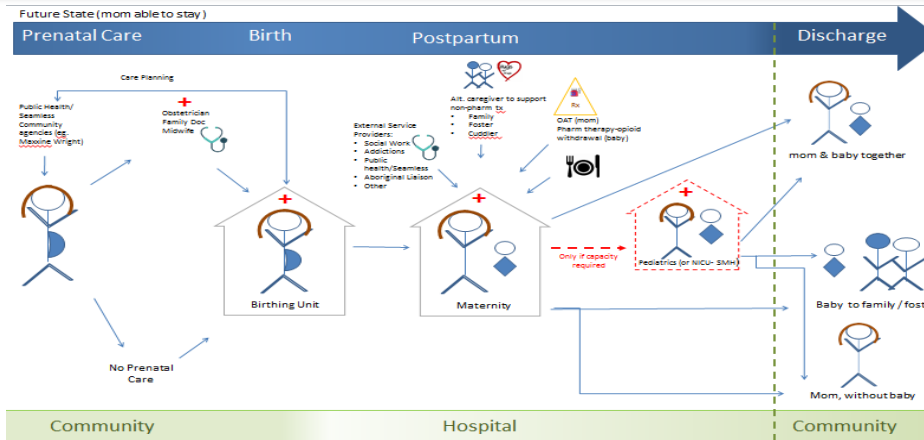 Future State (mom able to stay)
Prenatal Care
Birth
Postpartum
Discharge
Care Planning
Public Health/
Seamless
Community
agencies (eg.
Maxxine Wright)
Obstetrician
Family Doc
Midwife
External Service
Providers:
• Social Work
• Addictions
• Public
health/Seamless
• Aboriginal Liaison
• Other
Alt. caregiver to support
non-pharm tx
• Family
• Foster
• Cuddler
Rx
OAT (mom)
Pharm therapy-opioid
withdrawal (baby)
mom & baby together
Only if capacity
required
Pediatrics (or NICU- SMH)
Birthing Unit
Maternity
Baby to family / fost
No Prenatal
Care
Mom, without baby
Community
Hospital
Community